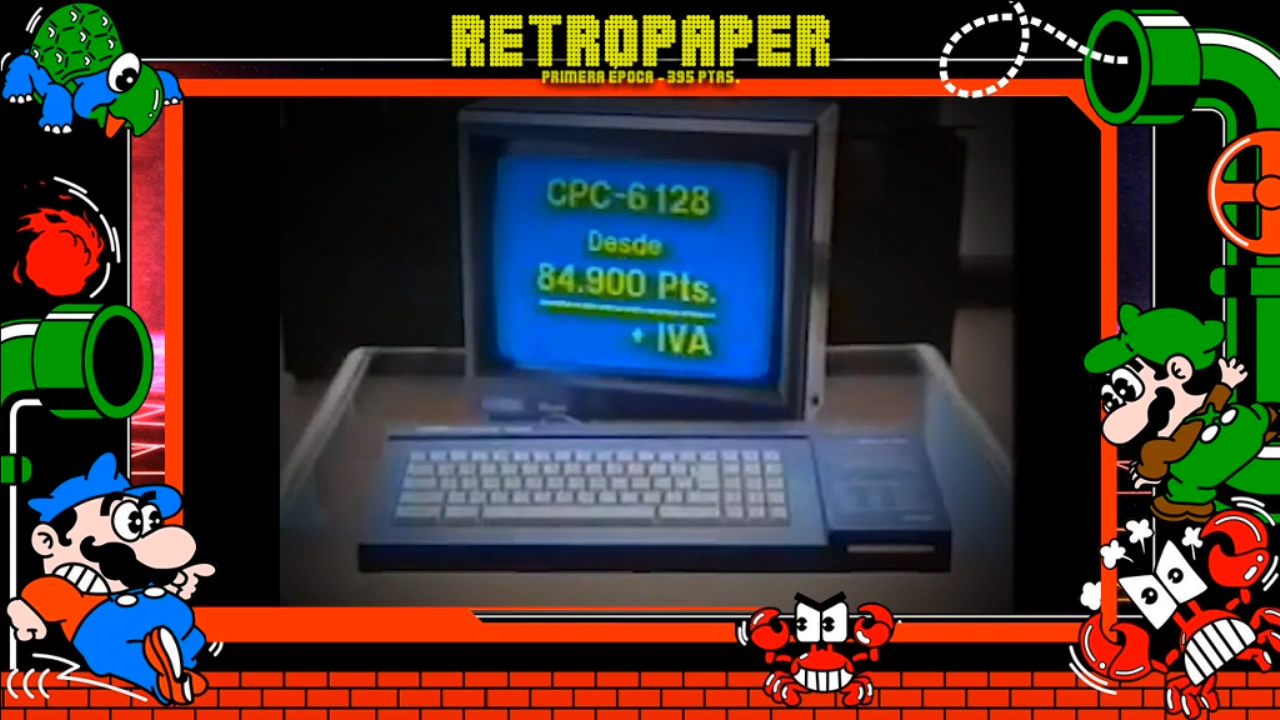 RETROPAPER
PRIMERA EPOCA - 395 PTAS.
CPC-6128
Desde
84.900 Pts.
+ IVA